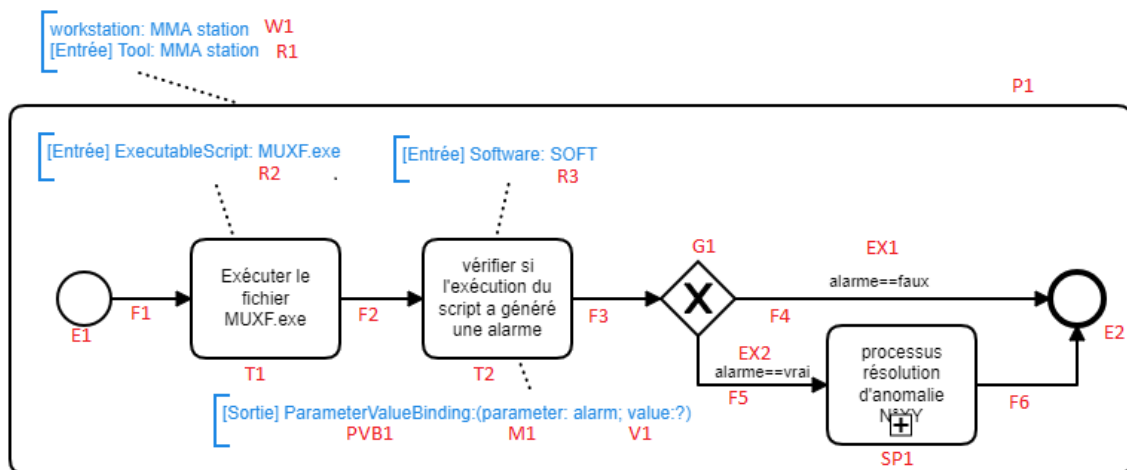 workstation: MMA station W1
[Entrée] Tool: MMA station R1
P1
[Entrée] ExecutableScript: MUXF.exe
R2
[Entrée] Software: SOFT
R3
G1
EX1
alarme==faux
Exécuter le
fichier
MUXF.exe
vérifier si
l'exécution du
script a généré
une alarme
E1
F1
F2
F3
F4
E2
T1
T2
EX2
alarme==vrai
F5
processus
résolution
d'anomalie
N°XY
F6
SP1
[Sortie] ParameterValueBinding:(parameter: alarm; value:?)
PVB1
M1
V1